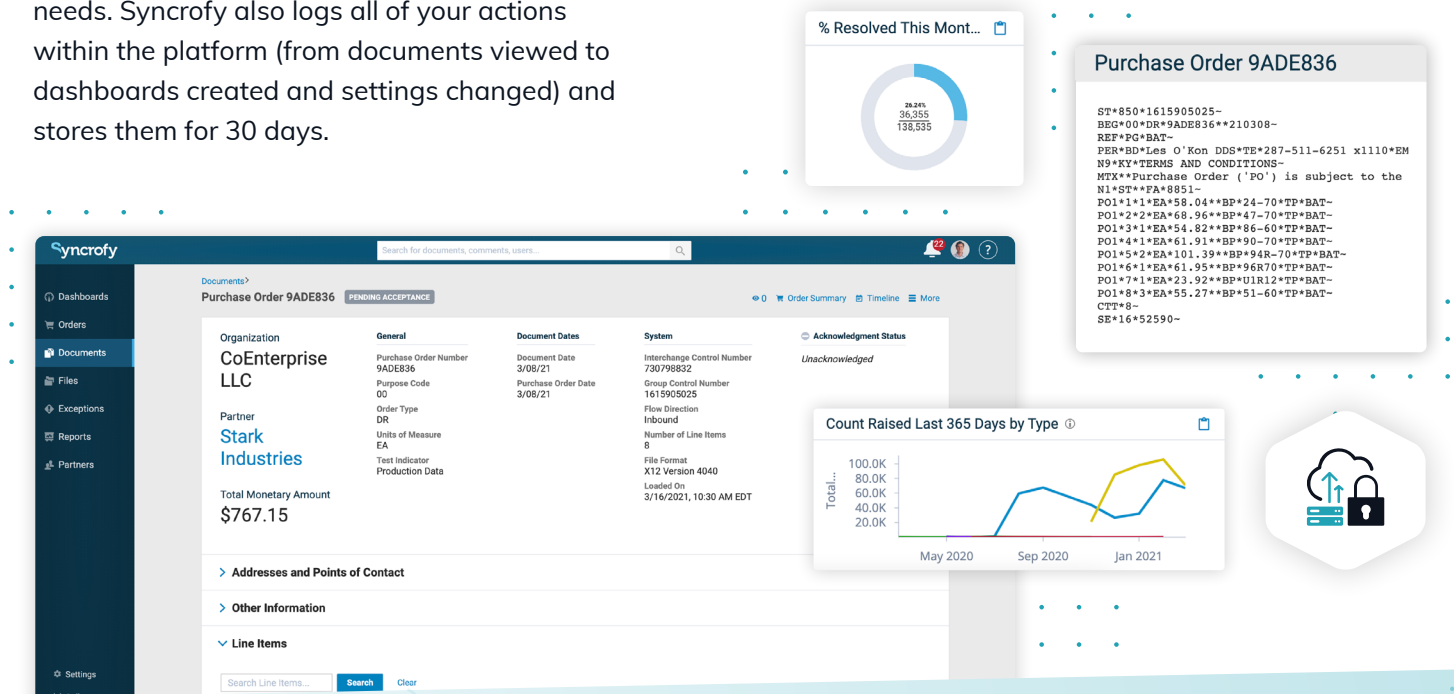 needs. Syncrofy also logs all of your actions
within the platform (from documents viewed to
dashboards created and settings changed) and
stores them for 30 days.
% Resolved This Mont...
26.24%
36,355
138,535
Purchase Order 9ADE836
ST*850*1615905025~
BEG*00*DR*9ADE836**210308~
REF*PG*BAT~
PER*BD*Les O'Kon DDS*TE*287-511-6251 x1110*EM
N9*KY*TERMS AND CONDITIONS~
MTX**Purchase Order ('PO') is subject to the
N1*ST**FA*8851~
PO1*1*1*EA*58.04**BP*24-70*TP*BAT~
PO1*2*2*EA*68.96**BP*47-70*TP*BAT~
PO1*3*1*EA*54.82**BP*86-60*TP*BAT~
PO1*4*1*EA*61.91**BP*90-70*TP*BAT~
PO1*5*2*EA*101.39**BP*94R-70*TP*BAT~
PO1*6*1*EA*61.95**BP*96R70*TP*BAT~
PO1*7*1*EA*23.92**BP*U1R12*TP*BAT~
PO1*8*3*EA*55.27**BP*51-60*TP*BAT~
CTT*8~
SE*16*52590~
Syncrofy
Search for documents, comments, users...
22
?
Dashboards
Orders
Documents
Files
Exceptions
Reports
Partners
Settings
Documents>
Purchase Order 9ADE836 PENDING ACCEPTANCE
0 Order Summary Timeline More
Organization
CoEnterprise
LLC
Partner
Stark
Industries
Total Monetary Amount
$767.15
General
Purchase Order Number
9ADE836
Purpose Code
00
Order Type
DR
Units of Measure
EA
Test Indicator
Production Data
Document Dates
Document Date
3/08/21
Purchase Order Date
3/08/21
System
Interchange Control Number
730798832
Group Control Number
1615905025
Flow Direction
Inbound
Number of Line Items
8
File Format
X12 Version 4040
Loaded On
3/16/2021, 10:30 AM EDT
Acknowledgment Status
Unacknowledged
Count Raised Last 365 Days by Type
Total...
100.0K
80.0K
60.0K
40.0K
20.0K
May 2020 Sep 2020 Jan 2021
Addresses and Points of Contact
Other Information
Line Items
Search Line Items... Search Clear